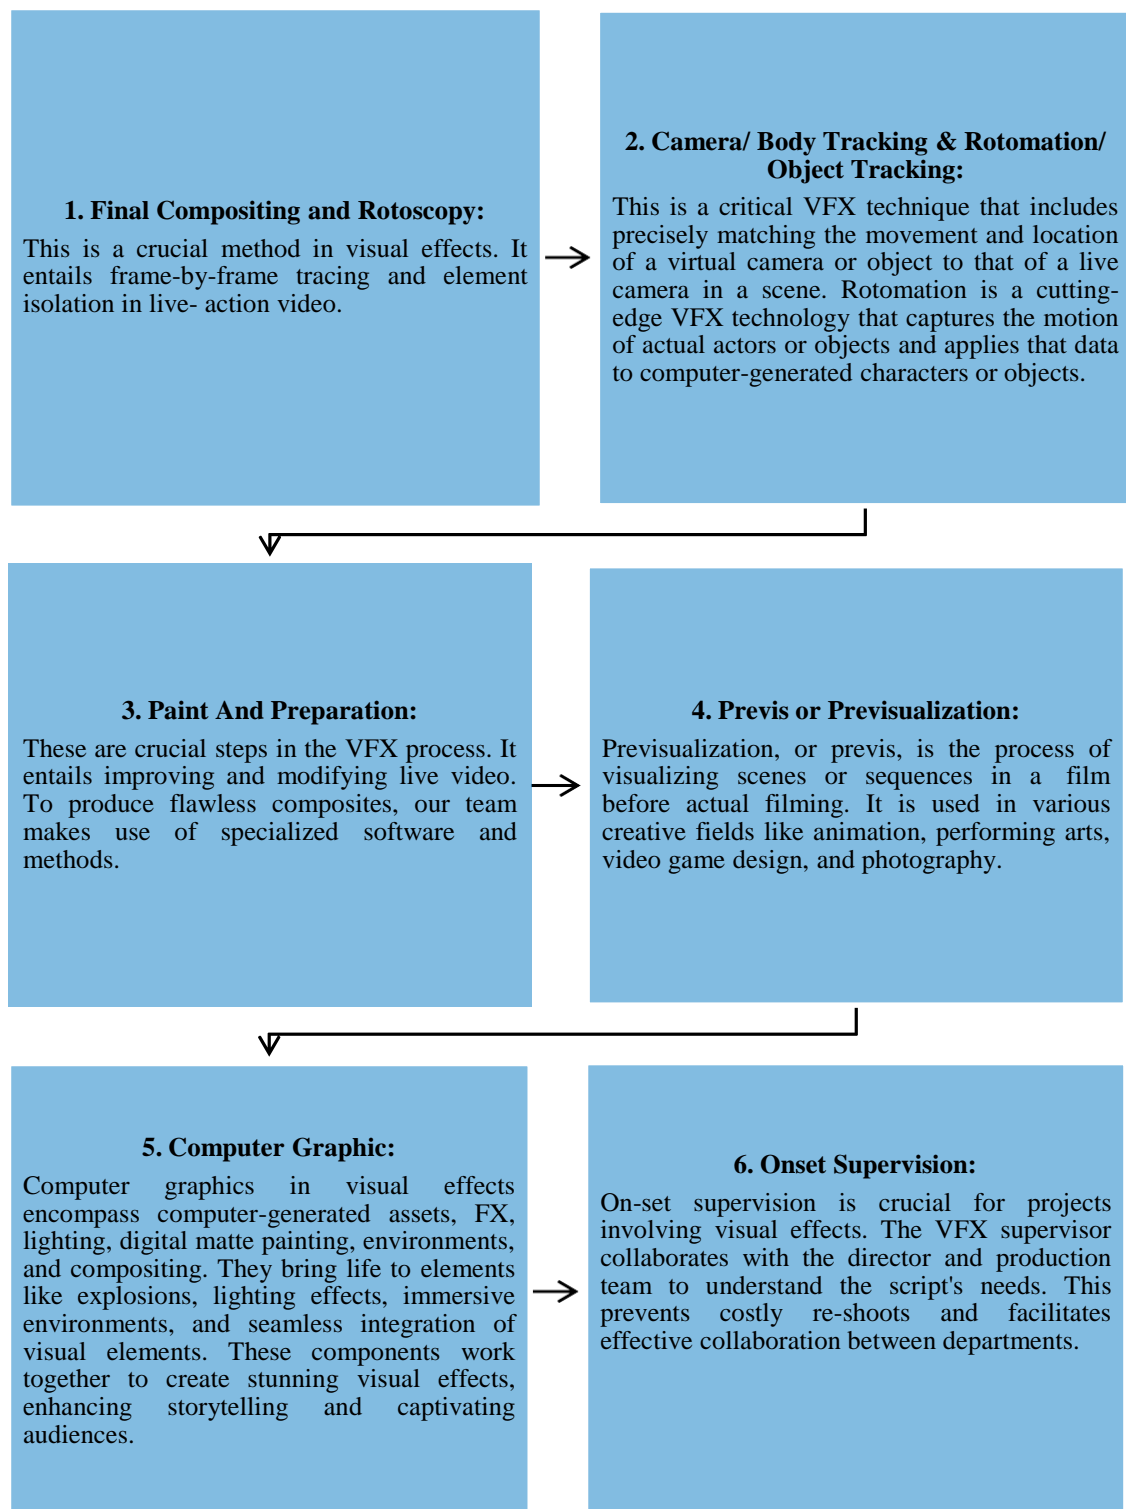 1. Final Compositing and Rotoscopy:
This is a crucial method in visual effects. It
entails frame-by-frame tracing and element
isolation in live- action video.
2. Camera/ Body Tracking & Rotomation/
Object Tracking:
This is a critical VFX technique that includes
precisely matching the movement and location
of a virtual camera or object to that of a live
camera in a scene. Rotomation is a cutting-
edge VFX technology that captures the motion
of actual actors or objects and applies that data
to computer-generated characters or objects.
3. Paint And Preparation:
These are crucial steps in the VFX process. It
entails improving and modifying live video.
To produce flawless composites, our team
makes use of specialized software and
methods.
4. Previs or Previsualization:
Previsualization, or previs, is the process of
visualizing scenes or sequences in a film
before actual filming. It is used in various
creative fields like animation, performing arts,
video game design, and photography.
5. Computer Graphic:
Computer graphics in visual effects
encompass computer-generated assets, FX,
lighting, digital matte painting, environments,
and compositing. They bring life to elements
like explosions, lighting effects, immersive
environments, and seamless integration of
visual elements. These components work
together to create stunning visual effects,
enhancing storytelling and captivating
audiences.
6. Onset Supervision:
On-set supervision is crucial for projects
involving visual effects. The VFX supervisor
collaborates with the director and production
team to understand the script's needs. This
prevents costly re-shoots and facilitates
effective collaboration between departments.